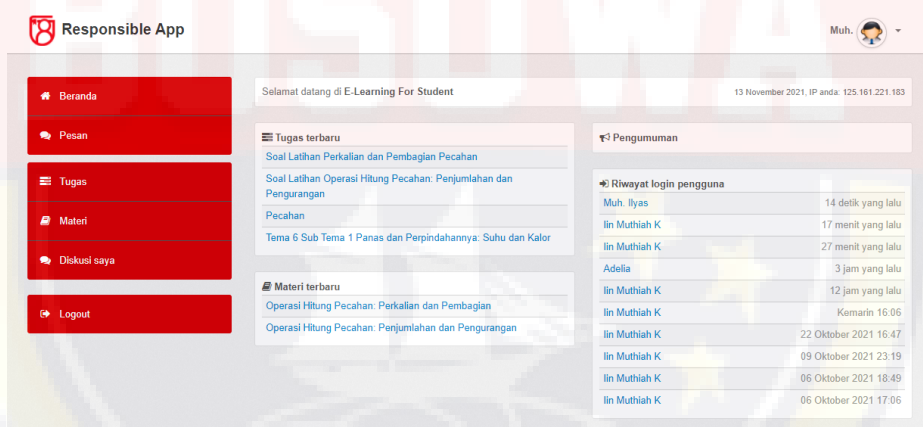 Responsible App
Muh.
Beranda
Pesan
Tugas
Materi
Diskusi saya
Logout
Selamat datang di E-Learning For Student
13 November 2021, IP anda: 125.161.221.183
Tugas terbaru
Soal Latihan Perkalian dan Pembagian Pecahan
Soal Latihan Operasi Hitung Pecahan: Penjumlahan dan
Pengurangan
Pecahan
Tema 6 Sub Tema 1 Panas dan Perpindahannya: Suhu dan Kalor
Materi terbaru
Operasi Hitung Pecahan: Perkalian dan Pembagian
Operasi Hitung Pecahan: Penjumlahan dan Pengurangan
Pengumuman
Riwayat login pengguna
Muh. Ilyas 14 detik yang lalu
Iin Muthiah K 17 menit yang lalu
Iin Muthiah K 27 menit yang lalu
Adelia 3 jam yang lalu
Iin Muthiah K 12 jam yang lalu
Iin Muthiah K Kemarin 16:06
Iin Muthiah K 22 Oktober 2021 16:47
Iin Muthiah K 09 Oktober 2021 23:19
Iin Muthiah K 06 Oktober 2021 18:49
Iin Muthiah K 06 Oktober 2021 17:06